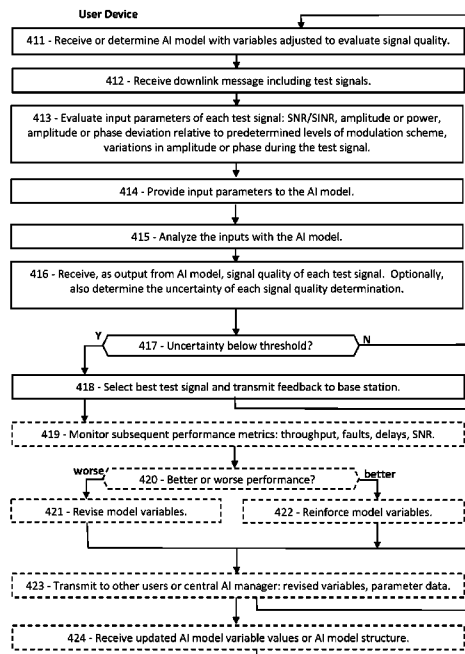 User Device
411 - Receive or determine AI model with variables adjusted to evaluate signal quality.
412 - Receive downlink message including test signals.
413 - Evaluate input parameters of each test signal: SNR/SINR, amplitude or power,
amplitude or phase deviation relative to predetermined levels of modulation scheme,
variations in amplitude or phase during the test signal.
414 - Provide input parameters to the AI model.
415 - Analyze the inputs with the AI model.
416 - Receive, as output from AI model, signal quality of each test signal. Optionally,
also determine the uncertainty of each signal quality determination.
Y
417 - Uncertainty below threshold?
N
418 - Select best test signal and transmit feedback to base station.
419 - Monitor subsequent performance metrics: throughput, faults, delays, SNR.
worse
420 - Better or worse performance?
better
421 - Revise model variables.
422 - Reinforce model variables.
423 - Transmit to other users or central AI manager: revised variables, parameter data.
424 - Receive updated AI model variable values or AI model structure.